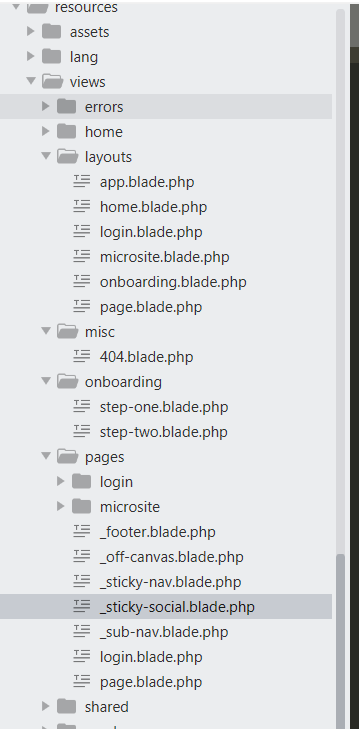 resources
assets
lang
views
errors
home
layouts
app.blade.php
home.blade.php
login.blade.php
microsite.blade.php
onboarding.blade.php
page.blade.php
misc
404.blade.php
onboarding
step-one.blade.php
step-two.blade.php
pages
login
microsite
_footer.blade.php
_off-canvas.blade.php
_sticky-nav.blade.php
_sticky-social.blade.php
_sub-nav.blade.php
login.blade.php
page.blade.php
shared